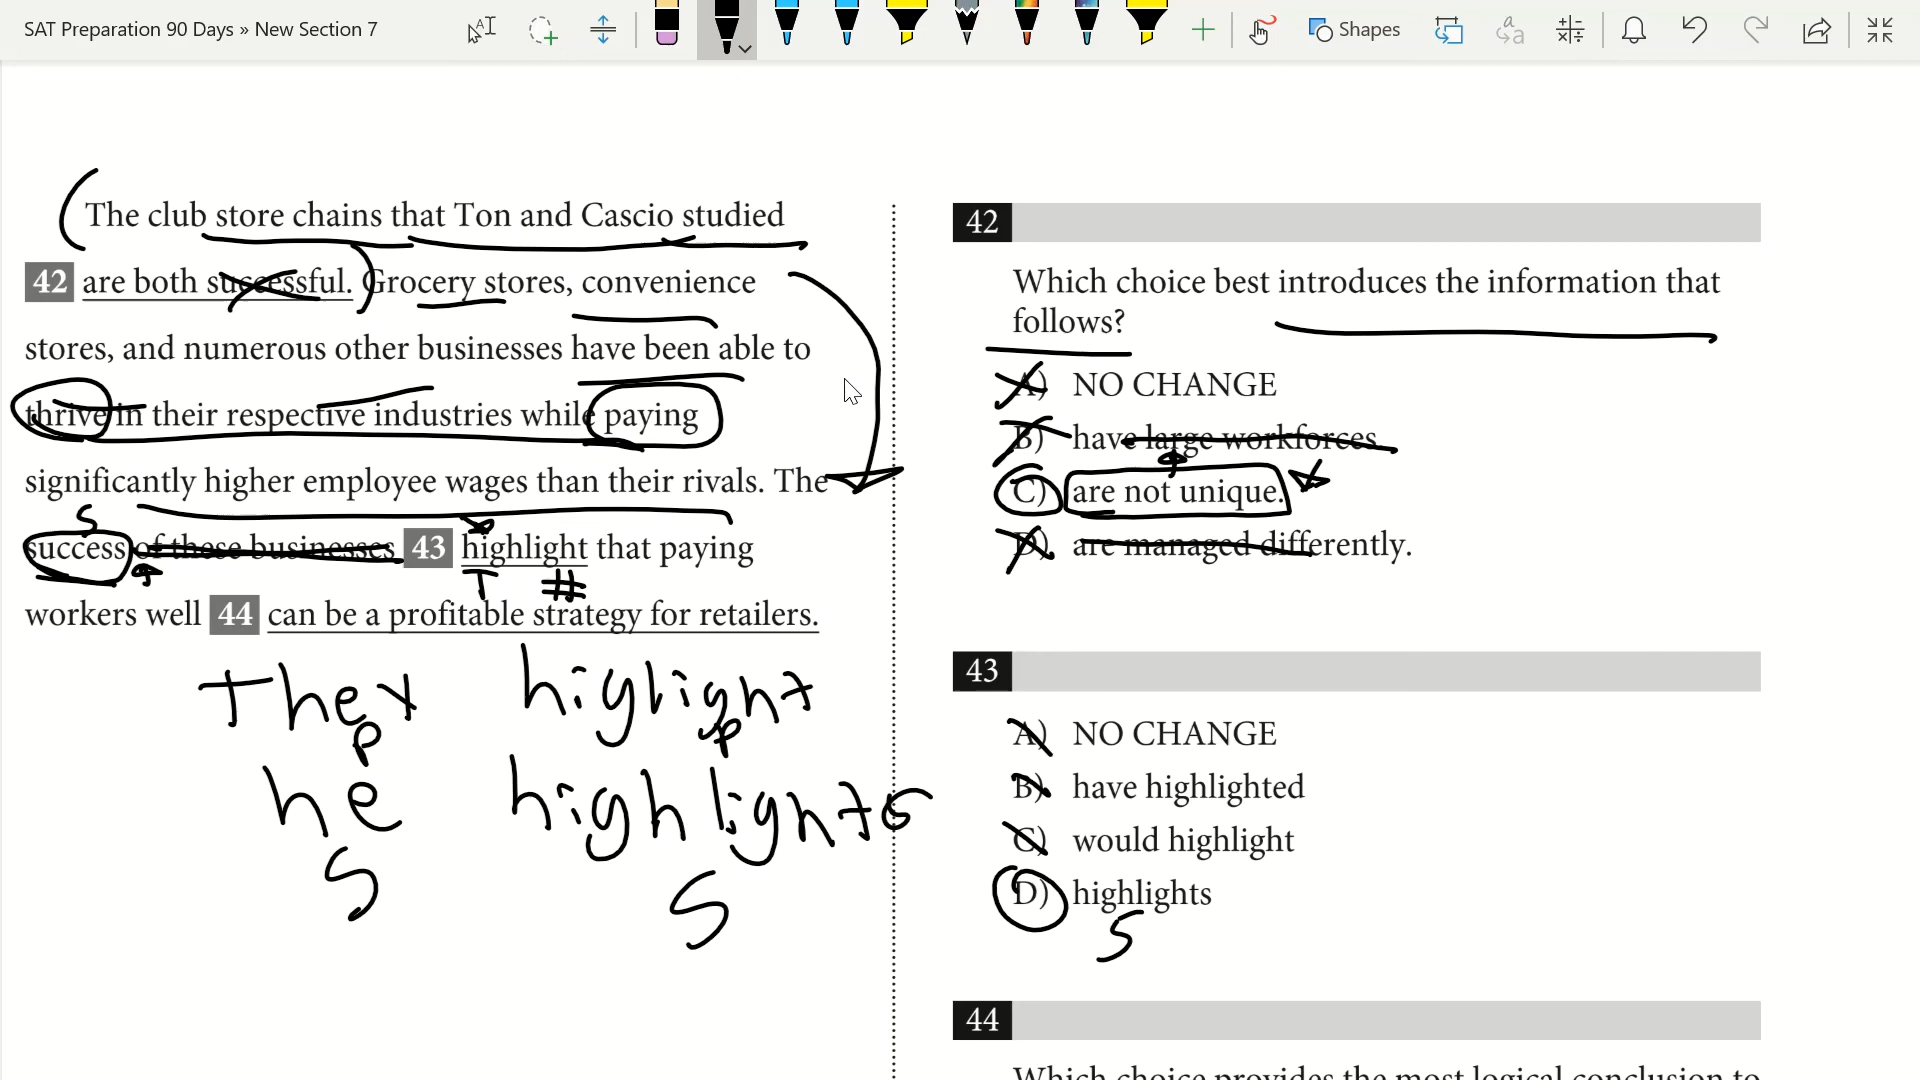 SAT Preparation 90 Days » New Section 7
Shapes
The club store chains that Ton and Cascio studied
42 are both successful. Grocery stores, convenience
stores, and numerous other businesses have been able to
thrive in their respective industries while paying
significantly higher employee wages than their rivals. The
S
success of these businesses 43 highlight that paying
T #
workers well 44 can be a profitable strategy for retailers.
They higlight
P P
he highlights
S S
42
Which choice best introduces the information that
follows?
A) NO CHANGE
B) have large workforces
C) are not unique.
D) are managed differently.
43
A) NO CHANGE
B) have highlighted
C) would highlight
D) highlights
S
44
Which choice provides the most logical conclusion to